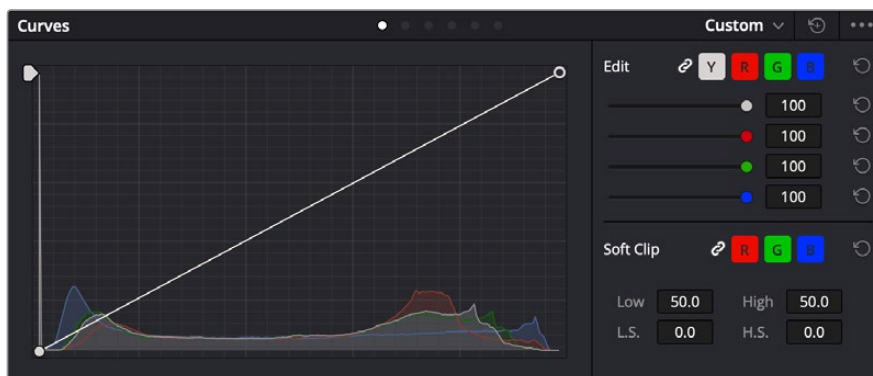 Curves Custom
Edit Y R G B
100
100
100
100
Soft Clip R G B
Low 50.0 High 50.0
L.S. 0.0 H.S. 0.0